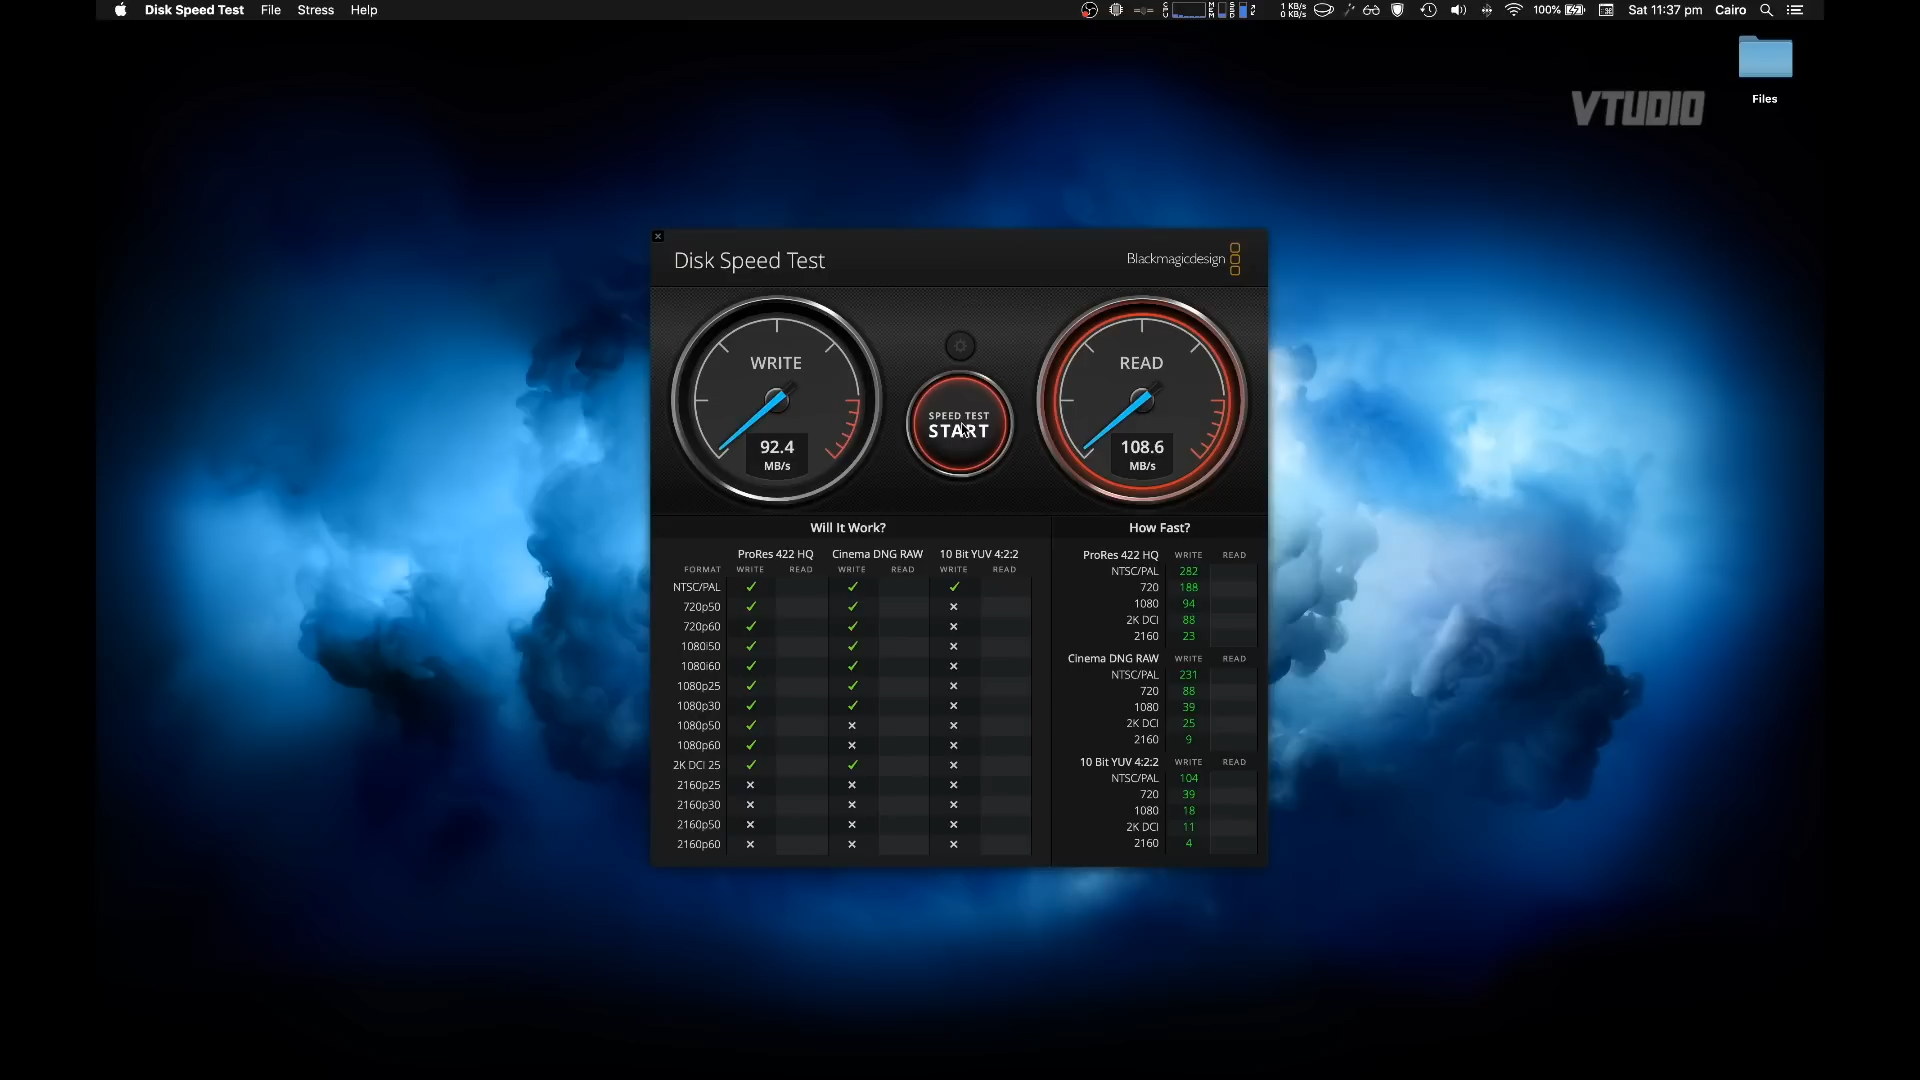 Disk Speed Test File Stress Help
1 KB/s
0 KB/s
100% Sat 11:37 pm Cairo
Files
VTUDIO
Disk Speed Test
Blackmagicdesign
WRITE
92.4
MB/s
SPEED TEST
START
READ
108.6
MB/s
Will It Work?
ProRes 422 HQ Cinema DNG RAW 10 Bit YUV 4:2:2
FORMAT WRITE READ WRITE READ WRITE READ
NTSC/PAL ✓ ✓ ✓
720p50 ✓ ✓ ×
720p60 ✓ ✓ ×
1080i50 ✓ ✓ ×
1080i60 ✓ ✓ ×
1080p25 ✓ ✓ ×
1080p30 ✓ ✓ ×
1080p50 ✓ × ×
1080p60 ✓ × ×
2K DCI 25 ✓ ✓ ×
2160p25 × × ×
2160p30 × × ×
2160p50 × × ×
2160p60 × × ×
How Fast?
ProRes 422 HQ WRITE READ
NTSC/PAL 282
720 188
1080 94
2K DCI 88
2160 23
Cinema DNG RAW WRITE READ
NTSC/PAL 231
720 88
1080 39
2K DCI 25
2160 9
10 Bit YUV 4:2:2 WRITE READ
NTSC/PAL 104
720 39
1080 18
2K DCI 11
2160 4